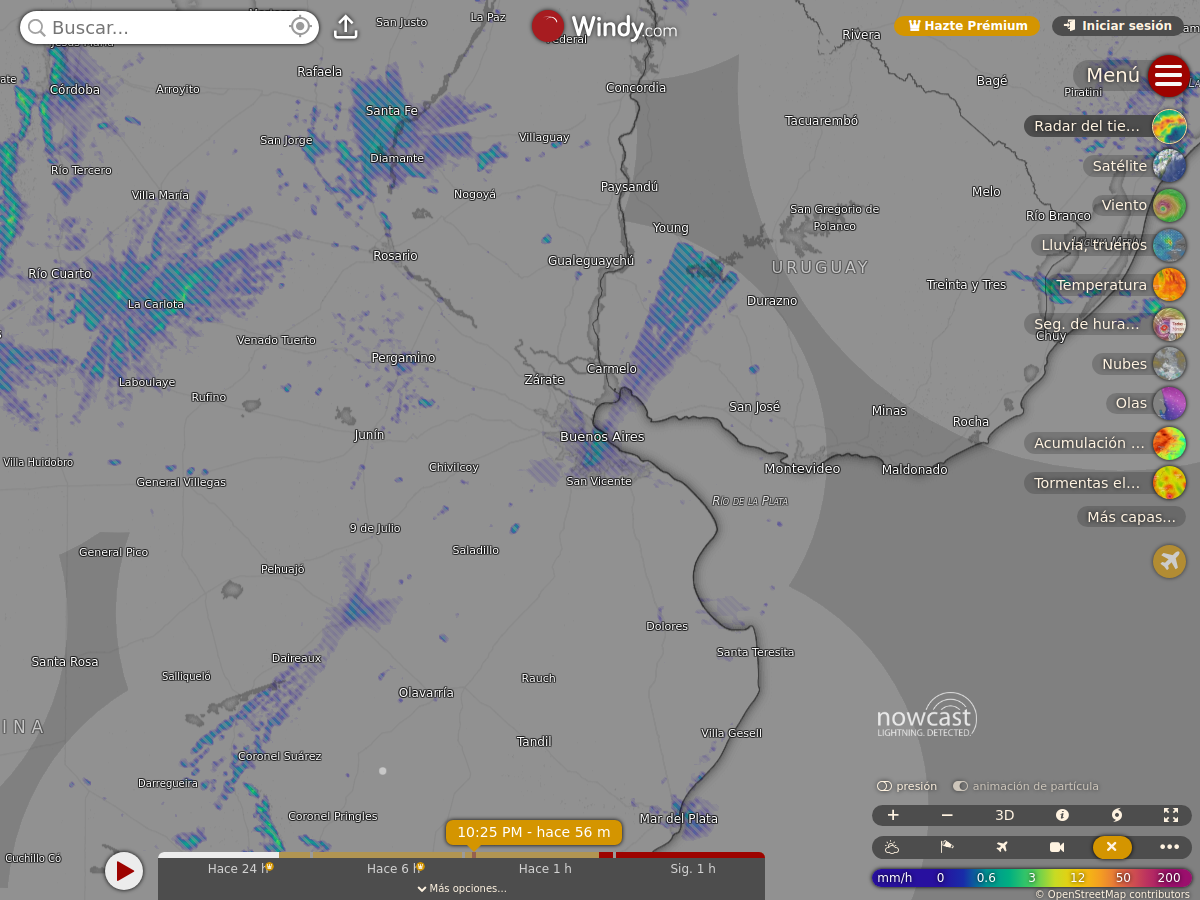 Buscar...
Windy.com
Hazte Prémium
Iniciar sesión
Menú
Radar del tie...
Satélite
Viento
Lluvia, truenos
Temperatura
Seg. de hura...
Nubes
Olas
Acumulación ...
Tormentas el...
Más capas...
San Justo
La Paz
Federal
Rivera
Jesús María
Rafaela
Córdoba
Arroyito
Concordia
Bagé
Piratini
Santa Fe
Tacuarembó
San Jorge
Villaguay
Diamante
Río Tercero
Villa María
Nogoyá
Paysandú
Melo
San Gregorio de
Polanco
Río Branco
Young
Rosario
Gualeguaychú
URUGUAY
Río Cuarto
La Carlota
Durazno
Treinta y Tres
Venado Tuerto
Chuy
Pergamino
Carmelo
Zárate
Laboulaye
Rufino
San José
Minas
Rocha
Junín
Buenos Aires
Villa Huidobro
Chivilcoy
Montevideo
Maldonado
General Villegas
San Vicente
Río de la Plata
9 de Julio
General Pico
Saladillo
Pehuajó
Dolores
Santa Rosa
Daireaux
Santa Teresita
Salliqueló
Rauch
Olavarría
INA
Tandil
Villa Gesell
Coronel Suárez
Darregueira
Coronel Pringles
Mar del Plata
Cuchillo Có
nowcast
LIGHTNING. DETECTED.
presión
animación de partícula
+ − 3D
10:25 PM - hace 56 m
Hace 24 h
Hace 6 h
Hace 1 h
Sig. 1 h
Más opciones...
mm/h 0 0.6 3 12 50 200
© OpenStreetMap contributors